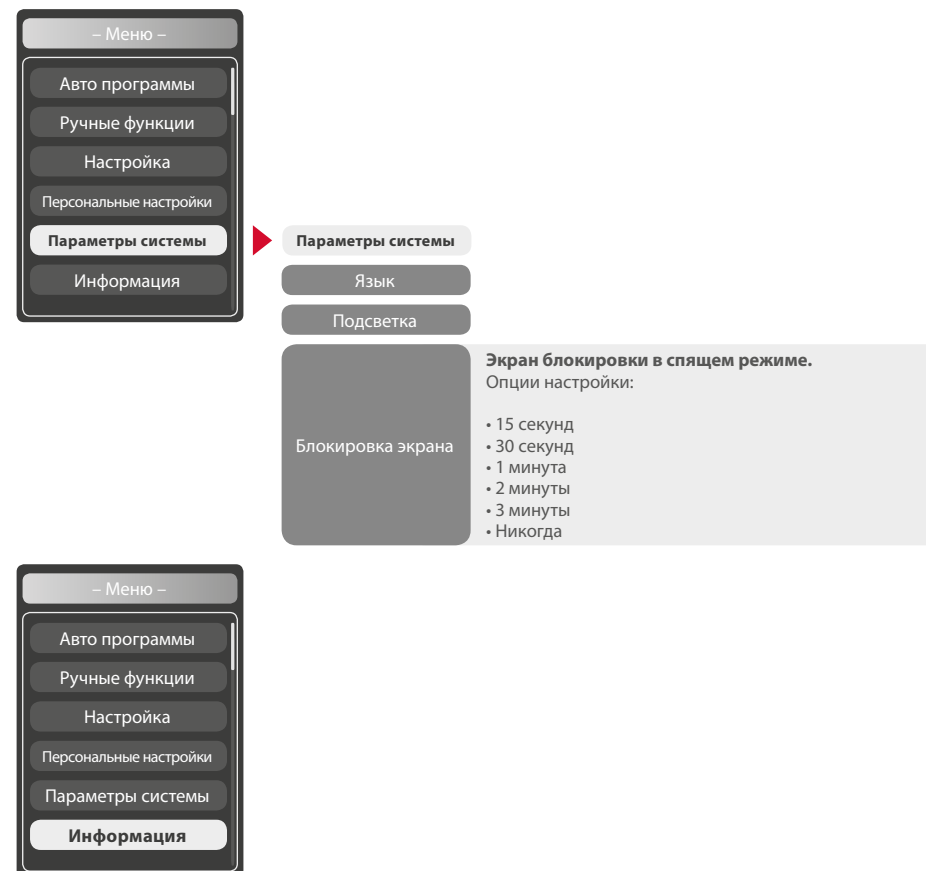 – Меню –
Авто программы
Ручные функции
Настройка
Персональные настройки
Параметры системы
Информация
Параметры системы
Язык
Подсветка
Блокировка экрана
Экран блокировки в спящем режиме.
Опции настройки:
• 15 секунд
• 30 секунд
• 1 минута
• 2 минуты
• 3 минуты
• Никогда
– Меню –
Авто программы
Ручные функции
Настройка
Персональные настройки
Параметры системы
Информация